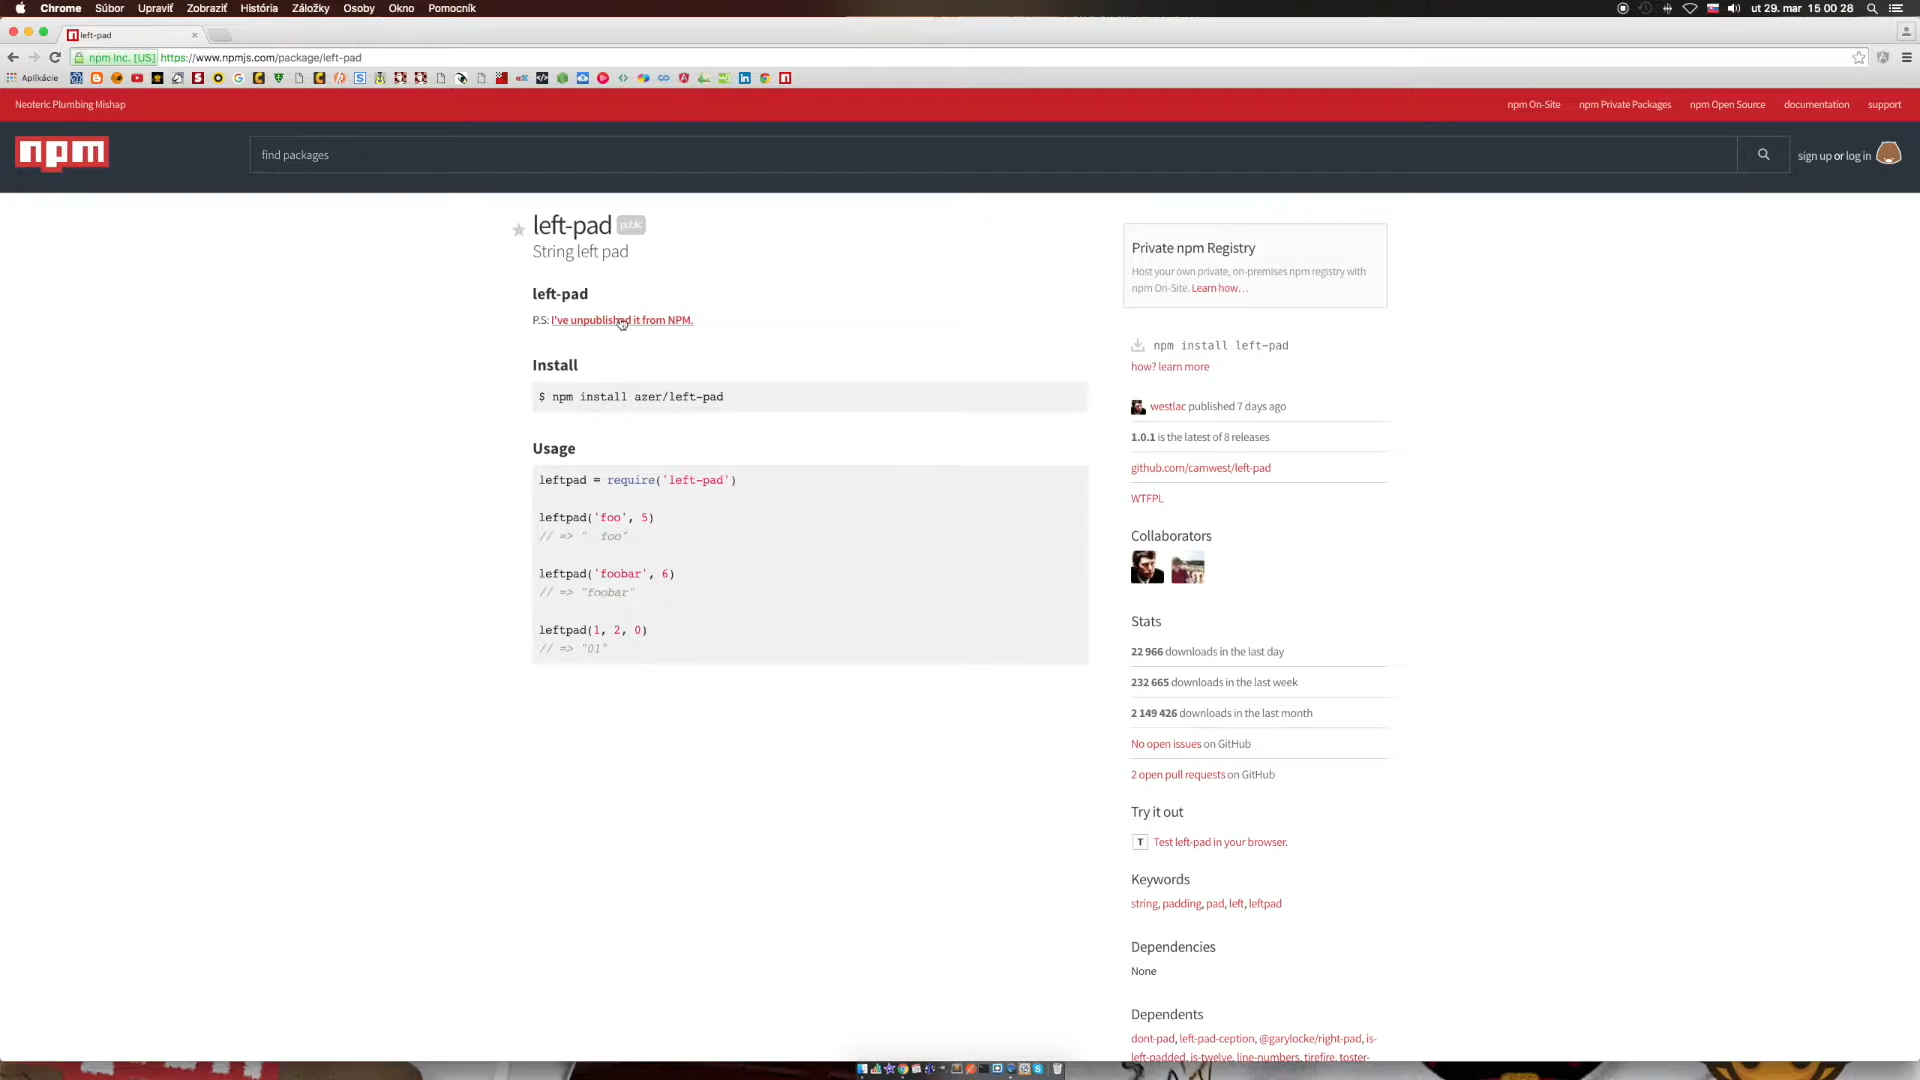 Chrome Súbor Upraviť Zobraziť História Záložky Osoby Okno Pomocník ut 29. mar 15 00 28
left-pad
npm Inc. [US] https://www.npmjs.com/package/left-pad
Aplikácie
Neoteric Plumbing Mishap npm On-Site npm Private Packages npm Open Source documentation support
npm find packages sign up or log in
left-pad public
String left pad
left-pad
P.S: I've unpublished it from NPM.
Install
$ npm install azer/left-pad
Usage
leftpad = require('left-pad')
leftpad('foo', 5)
// => "  foo"
leftpad('foobar', 6)
// => "foobar"
leftpad(1, 2, 0)
// => "01"
Private npm Registry
Host your own private, on-premises npm registry with
npm On-Site. Learn how…
npm install left-pad
how? learn more
westlac published 7 days ago
1.0.1 is the latest of 8 releases
github.com/camwest/left-pad
WTFPL
Collaborators
Stats
22 966 downloads in the last day
232 665 downloads in the last week
2 149 426 downloads in the last month
No open issues on GitHub
2 open pull requests on GitHub
Try it out
T Test left-pad in your browser.
Keywords
string, padding, pad, left, leftpad
Dependencies
None
Dependents
dont-pad, left-pad-ception, @garylocke/right-pad, is-
left-padded, is-twelve, line-numbers, tirefire, toster-